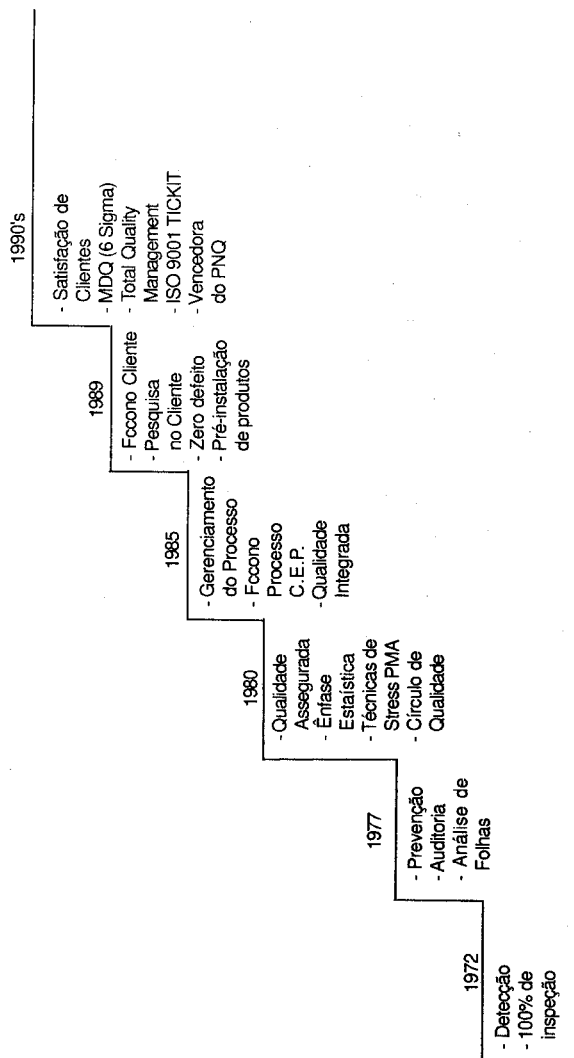 1972
- Detecção
- 100% de
inspeção
1977
- Prevenção
- Auditoria
- Análise de
Folhas
1980
- Qualidade
Assegurada
- Ênfase
Estaística
- Técnicas de
Stress PMA
- Círculo de
Qualidade
1985
- Gerenciamento
do Processo
- Fccono
Processo
C.E.P.
- Qualidade
Integrada
1989
- Fccono Cliente
- Pesquisa
no Cliente
- Zero defeito
- Pré-instalação
de produtos
1990's
- Satisfação de
Clientes
- MDQ (6 Sigma)
- Total Quality
Management
- ISO 9001 TICKIT
- Vencedora
do PNQ